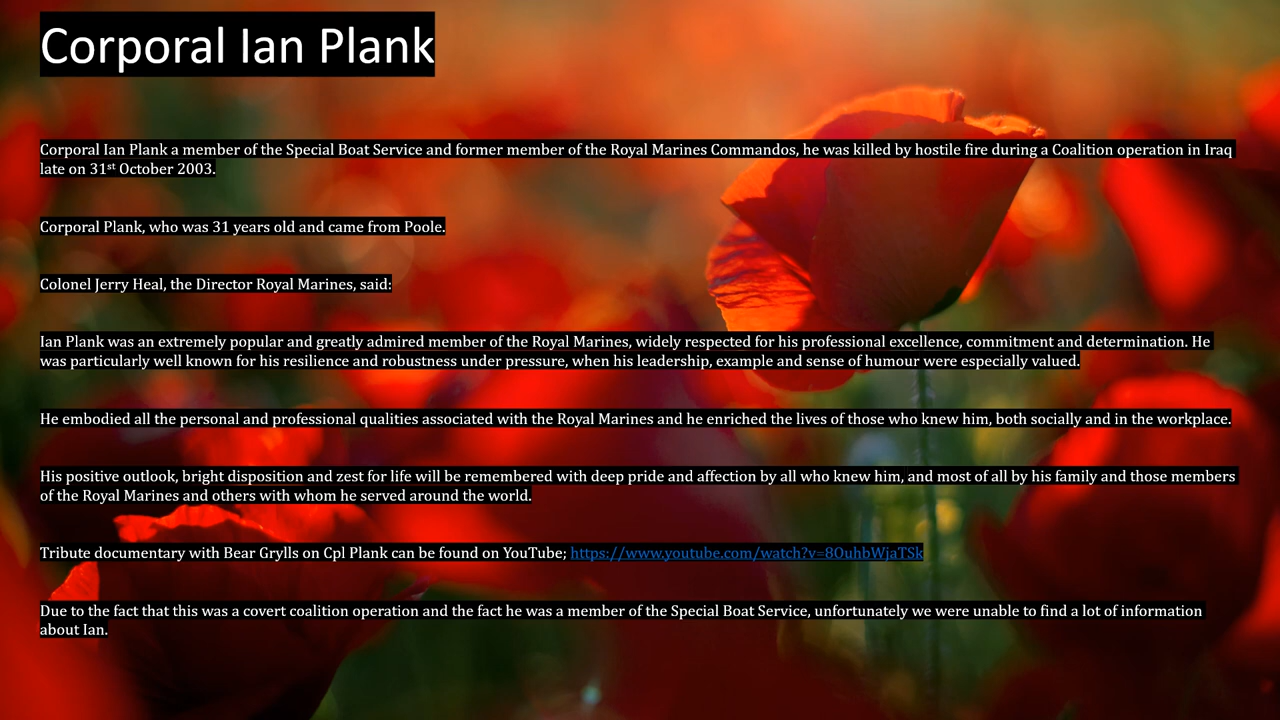 Corporal Ian Plank
Corporal Ian Plank a member of the Special Boat Service and former member of the Royal Marines Commandos, he was killed by hostile fire during a Coalition operation in Iraq
late on 31st October 2003.
Corporal Plank, who was 31 years old and came from Poole.
Colonel Jerry Heal, the Director Royal Marines, said:
Ian Plank was an extremely popular and greatly admired member of the Royal Marines, widely respected for his professional excellence, commitment and determination. He
was particularly well known for his resilience and robustness under pressure, when his leadership, example and sense of humour were especially valued.
He embodied all the personal and professional qualities associated with the Royal Marines and he enriched the lives of those who knew him, both socially and in the workplace.
His positive outlook, bright disposition and zest for life will be remembered with deep pride and affection by all who knew him, and most of all by his family and those members
of the Royal Marines and others with whom he served around the world.
Tribute documentary with Bear Grylls on Cpl Plank can be found on YouTube; https://www.youtube.com/watch?v=8OuhbWjaTSk
Due to the fact that this was a covert coalition operation and the fact he was a member of the Special Boat Service, unfortunately we were unable to find a lot of information
about Ian.